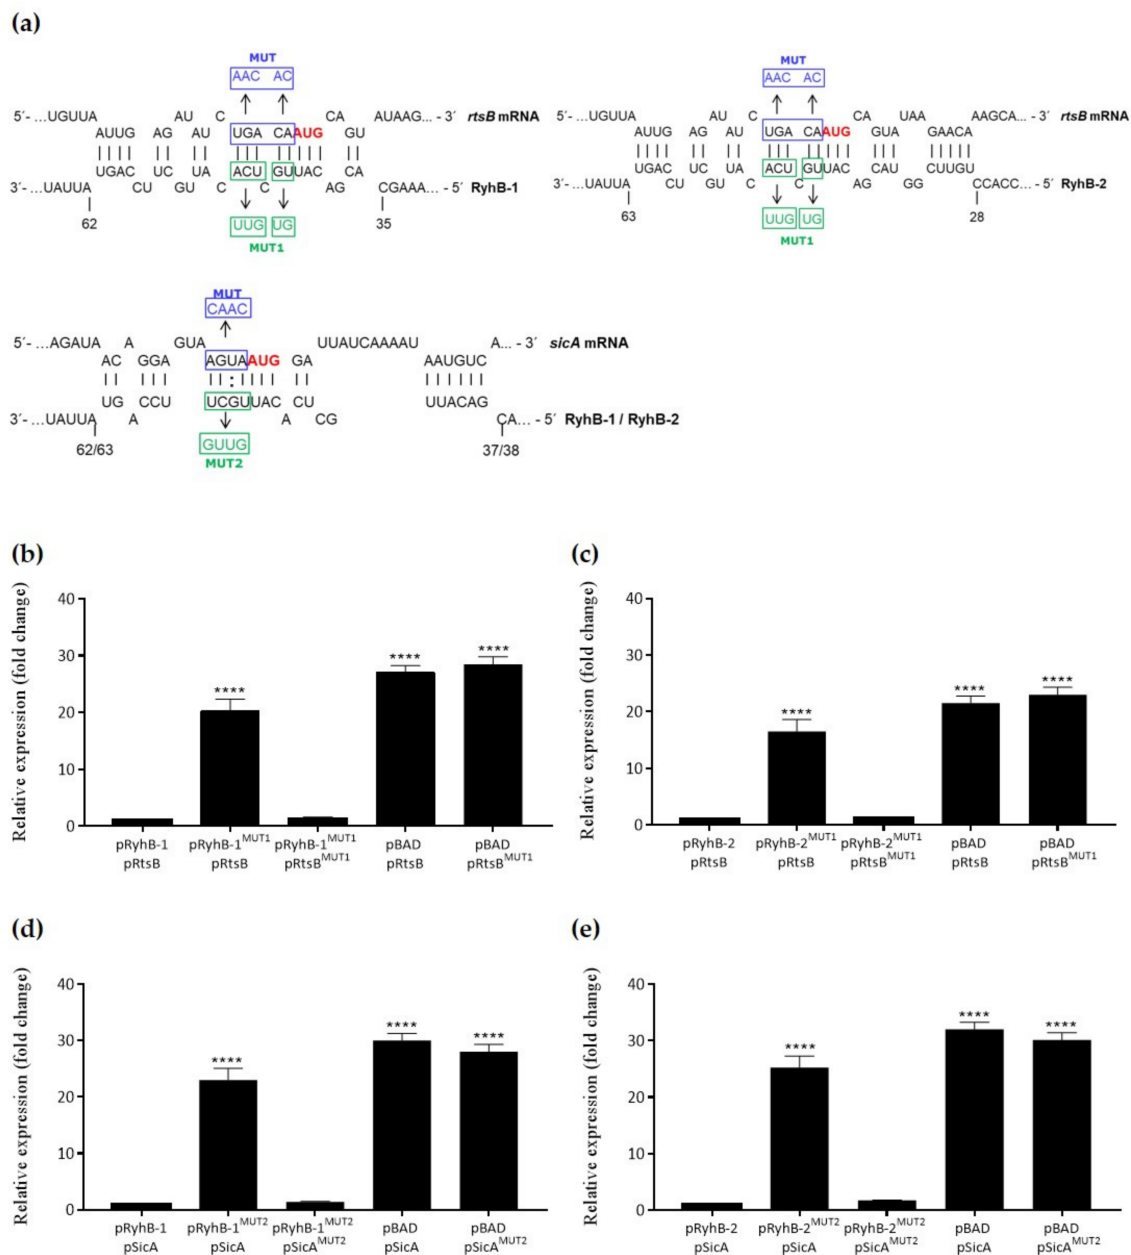 (a)
MUT
AAC AC
5´- ...UGUUA AU C CA AUAAG... - 3´ rtsB mRNA
AUUG AG AU UGA CA AUG GU
UGAC UC UA ACU GU UAC CA
3´- ...UAUUA CU GU C C AG CGAAA... - 5´ RyhB-1
62 35
UUG UG
MUT1
MUT
AAC AC
5´- ...UGUUA AU C CA UAA AAGCA... - 3´ rtsB mRNA
AUUG AG AU UGA CA AUG GUA GAACA
UGAC UC UA ACU GU UAC CAU CUUGU
3´- ...UAUUA CU GU C C AG GG CCACC... - 5´ RyhB-2
63 28
UUG UG
MUT1
MUT
CAAC
5´- ...AGAUA A GUA UUAUCAAAAU A... - 3´ sicA mRNA
AC GGA AGUA AUG GA AAUGUC
UG CCU UCGU UAC CU UUACAG
3´- ...UAUUA A A CG CA... - 5´ RyhB-1 / RyhB-2
62/63 37/38
GUUG
MUT2
(b)
Relative expression (fold change)
40
30
20
10
0
**** **** ****
pRyhB-1 pRyhB-1MUT1 pRyhB-1MUT1 pBAD pBAD
pRtsB pRtsB pRtsBMUT1 pRtsB pRtsBMUT1
(c)
Relative expression (fold change)
40
30
20
10
0
**** **** ****
pRyhB-2 pRyhB-2MUT1 pRyhB-2MUT1 pBAD pBAD
pRtsB pRtsB pRtsBMUT1 pRtsB pRtsBMUT1
(d)
Relative expression (fold change)
40
30
20
10
0
**** **** ****
pRyhB-1 pRyhB-1MUT2 pRyhB-1MUT2 pBAD pBAD
pSicA pSicA pSicAMUT2 pSicA pSicAMUT2
(e)
Relative expression (fold change)
40
30
20
10
0
**** **** ****
pRyhB-2 pRyhB-2MUT2 pRyhB-2MUT2 pBAD pBAD
pSicA pSicA pSicAMUT2 pSicA pSicAMUT2